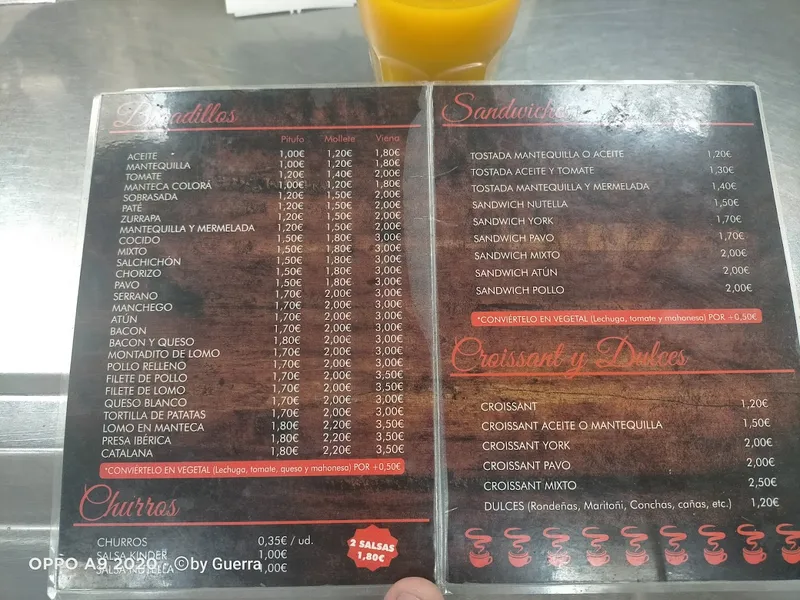 Bocadillos
Pitufo Mollete Viena
ACEITE 1,00€ 1,20€ 1,80€
MANTEQUILLA 1,00€ 1,20€ 1,80€
TOMATE 1,20€ 1,40€ 2,00€
MANTECA COLORÁ 1,00€ 1,20€ 1,80€
SOBRASADA 1,20€ 1,50€ 2,00€
PATÉ 1,20€ 1,50€ 2,00€
ZURRAPA 1,20€ 1,50€ 2,00€
MANTEQUILLA Y MERMELADA 1,20€ 1,50€ 2,00€
COCIDO 1,50€ 1,80€ 3,00€
MIXTO 1,50€ 1,80€ 3,00€
SALCHICHÓN 1,50€ 1,80€ 3,00€
CHORIZO 1,50€ 1,80€ 3,00€
PAVO 1,50€ 1,80€ 3,00€
SERRANO 1,70€ 2,00€ 3,00€
MANCHEGO 1,70€ 2,00€ 3,00€
ATÚN 1,70€ 2,00€ 3,00€
BACON 1,70€ 2,00€ 3,00€
BACON Y QUESO 1,80€ 2,00€ 3,00€
MONTADITO DE LOMO 1,70€ 2,00€ 3,00€
POLLO RELLENO 1,70€ 2,00€ 3,00€
FILETE DE POLLO 1,70€ 2,00€ 3,50€
FILETE DE LOMO 1,70€ 2,00€ 3,50€
QUESO BLANCO 1,70€ 2,00€ 3,00€
TORTILLA DE PATATAS 1,70€ 2,00€ 3,00€
LOMO EN MANTECA 1,80€ 2,20€ 3,50€
PRESA IBÉRICA 1,80€ 2,20€ 3,50€
CATALANA 1,80€ 2,20€ 3,50€
*CONVIÉRTELO EN VEGETAL (Lechuga, tomate, queso y mahonesa) POR +0,50€
Churros
CHURROS 0,35€ / ud.
SALSA KINDER 1,00€
SALSA NUTELLA 1,00€
2 SALSAS
1,80€
Sandwiches
TOSTADA MANTEQUILLA O ACEITE 1,20€
TOSTADA ACEITE Y TOMATE 1,30€
TOSTADA MANTEQUILLA Y MERMELADA 1,40€
SANDWICH NUTELLA 1,50€
SANDWICH YORK 1,70€
SANDWICH PAVO 1,70€
SANDWICH MIXTO 2,00€
SANDWICH ATÚN 2,00€
SANDWICH POLLO 2,00€
*CONVIÉRTELO EN VEGETAL (Lechuga, tomate y mahonesa) POR +0,50€
Croissant y Dulces
CROISSANT 1,20€
CROISSANT ACEITE O MANTEQUILLA 1,50€
CROISSANT YORK 2,00€
CROISSANT PAVO 2,00€
CROISSANT MIXTO 2,50€
DULCES (Rondeñas, Maritoñi, Conchas, cañas, etc.) 1,20€
OPPO A9 2020 · ©by Guerra